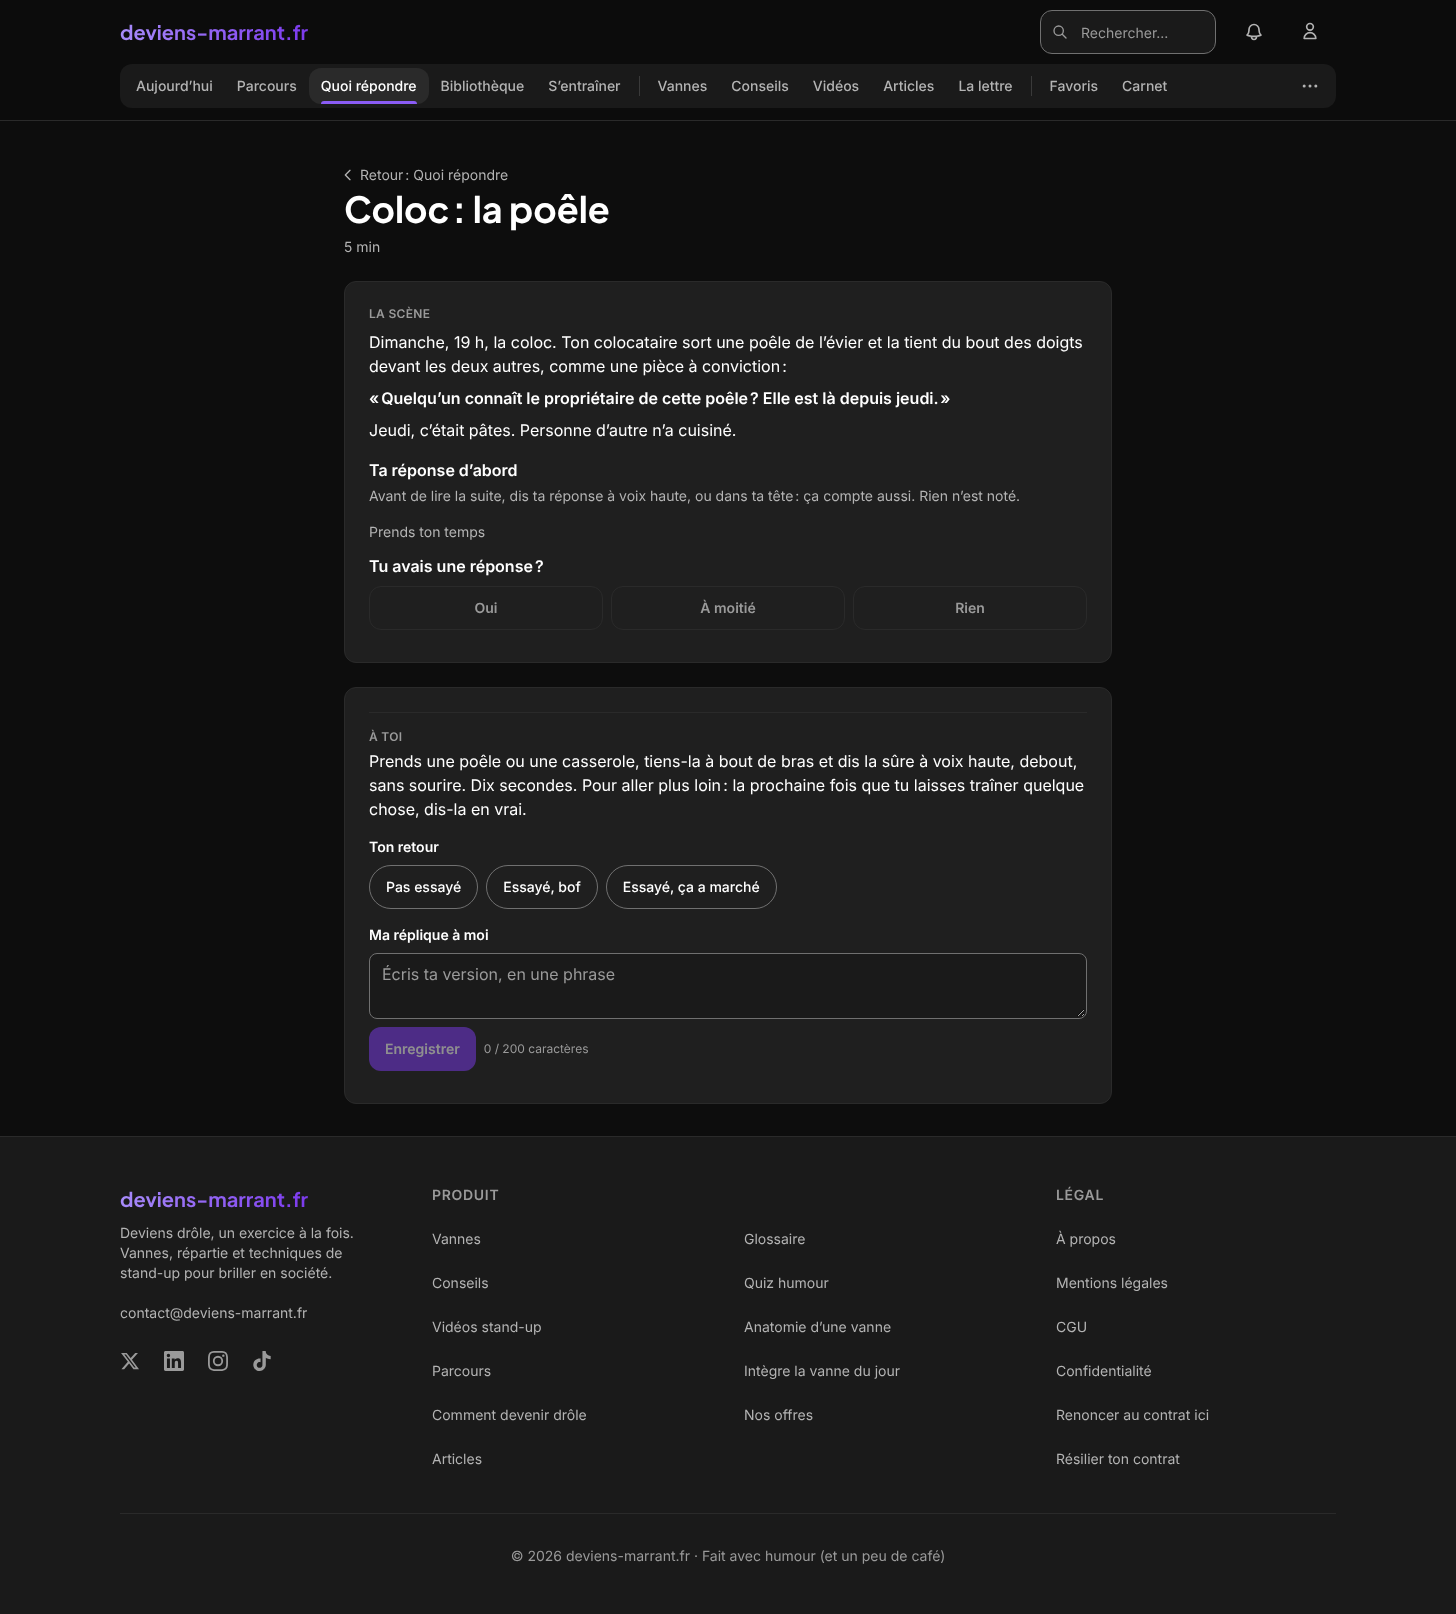 deviens-marrant.fr
Rechercher...
Aujourd’hui
Parcours
Quoi répondre
Bibliothèque
S’entraîner
Vannes
Conseils
Vidéos
Articles
La lettre
Favoris
Carnet
Retour : Quoi répondre
Coloc : la poêle
5 min
LA SCÈNE
Dimanche, 19 h, la coloc. Ton colocataire sort une poêle de l’évier et la tient du bout des doigts
devant les deux autres, comme une pièce à conviction :
« Quelqu’un connaît le propriétaire de cette poêle ? Elle est là depuis jeudi. »
Jeudi, c’était pâtes. Personne d’autre n’a cuisiné.
Ta réponse d’abord
Avant de lire la suite, dis ta réponse à voix haute, ou dans ta tête : ça compte aussi. Rien n’est noté.
Prends ton temps
Tu avais une réponse ?
Oui
À moitié
Rien
À TOI
Prends une poêle ou une casserole, tiens-la à bout de bras et dis la sûre à voix haute, debout,
sans sourire. Dix secondes. Pour aller plus loin : la prochaine fois que tu laisses traîner quelque
chose, dis-la en vrai.
Ton retour
Pas essayé
Essayé, bof
Essayé, ça a marché
Ma réplique à moi
Écris ta version, en une phrase
Enregistrer
0 / 200 caractères
deviens-marrant.fr
Deviens drôle, un exercice à la fois.
Vannes, répartie et techniques de
stand-up pour briller en société.
contact@deviens-marrant.fr
PRODUIT
Vannes
Conseils
Vidéos stand-up
Parcours
Comment devenir drôle
Articles
Glossaire
Quiz humour
Anatomie d’une vanne
Intègre la vanne du jour
Nos offres
LÉGAL
À propos
Mentions légales
CGU
Confidentialité
Renoncer au contrat ici
Résilier ton contrat
© 2026 deviens-marrant.fr · Fait avec humour (et un peu de café)